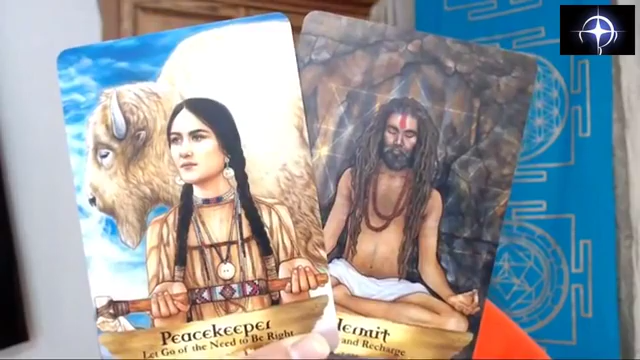 Peacekeeper
Let Go of the Need to Be Right
Hermit
and Recharge